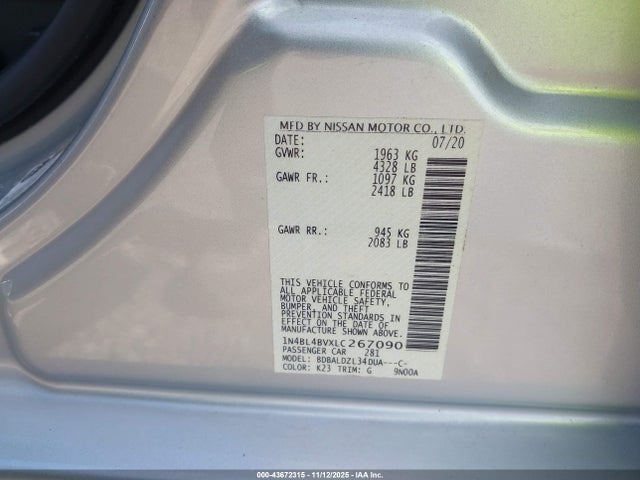 MFD BY NISSAN MOTOR CO., LTD.
DATE: 07/20
GVWR: 1963 KG
4328 LB
GAWR FR.: 1097 KG
2418 LB
GAWR RR.: 945 KG
2083 LB
THIS VEHICLE CONFORMS TO
ALL APPLICABLE FEDERAL
MOTOR VEHICLE SAFETY,
BUMPER, AND THEFT
PREVENTION STANDARDS IN
EFFECT ON THE DATE OF
MANUFACTURE SHOWN ABOVE.
1N4BL4BVXLC267090
PASSENGER CAR 281
MODEL: BDBALDZL34DUA---C-
COLOR: K23 TRIM: G 9N00A
000-43672315 - 11/12/2025 - IAA Inc.